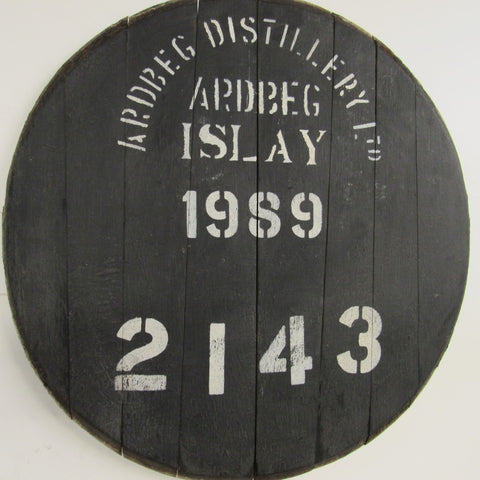 ARDBEG DISTILLERY LTD
ARDBEG
ISLAY
1989
2143